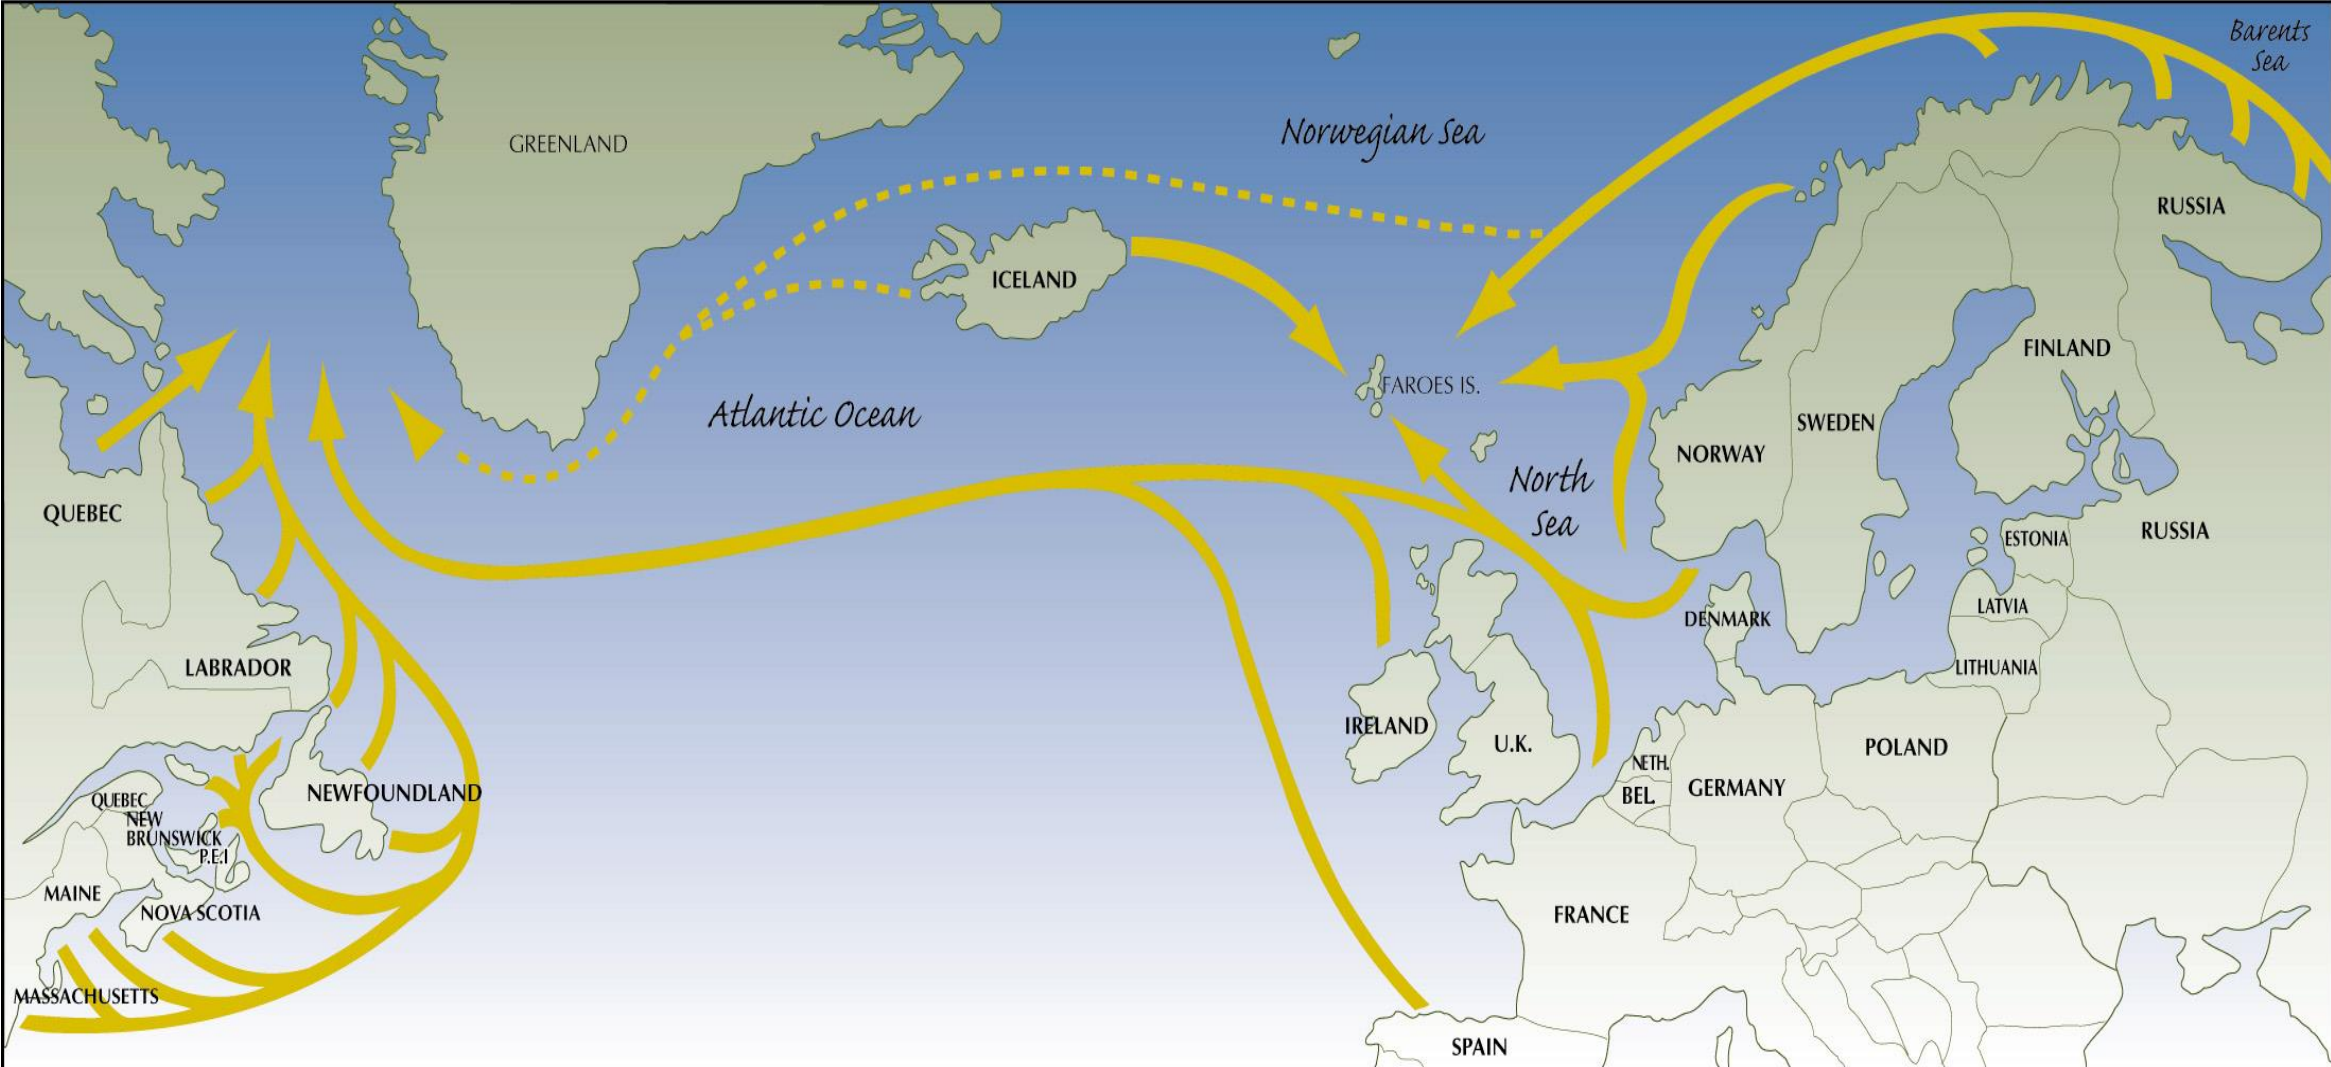 Barents
Sea
GREENLAND
Norwegian Sea
RUSSIA
ICELAND
FINLAND
FAROES IS.
Atlantic Ocean
SWEDEN
NORWAY
North
Sea
QUEBEC
RUSSIA
ESTONIA
LATVIA
DENMARK
LABRADOR
LITHUANIA
IRELAND
U.K.
POLAND
NETH.
GERMANY
BEL.
NEWFOUNDLAND
QUEBEC
NEW
BRUNSWICK
P.E.I
MAINE
NOVA SCOTIA
FRANCE
MASSACHUSETTS
SPAIN